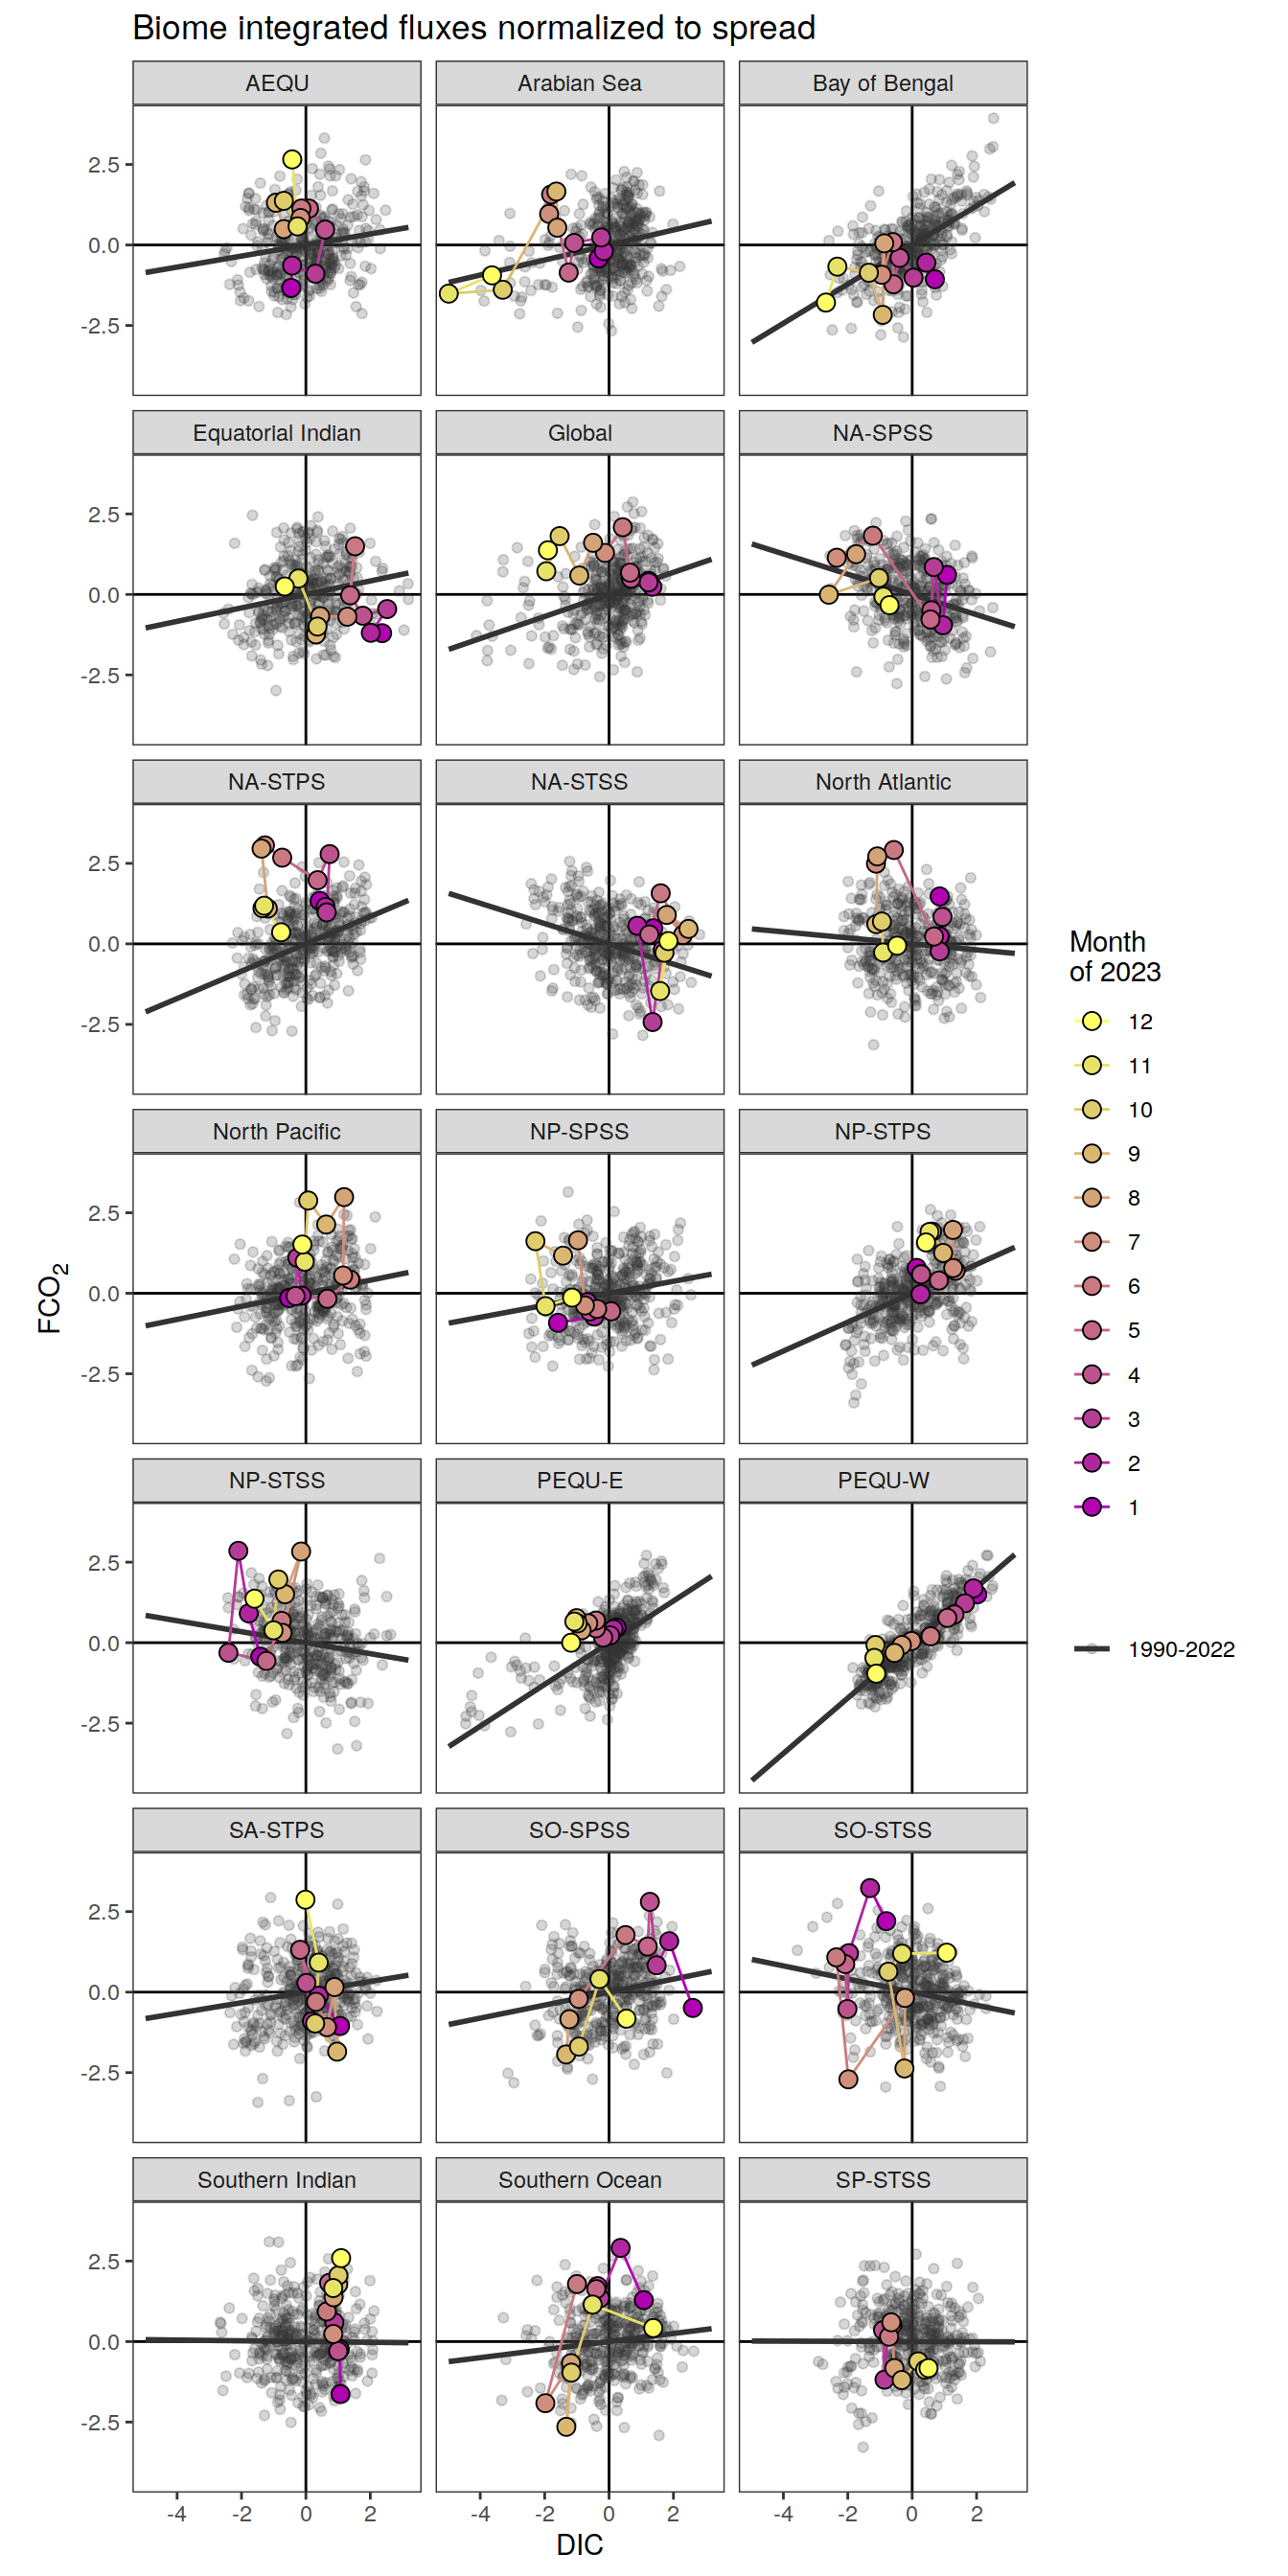 Biome integrated fluxes normalized to spread
AEQU Arabian Sea Bay of Bengal
2.5
0.0
-2.5
Equatorial Indian Global NA-SPSS
2.5
0.0
-2.5
NA-STPS NA-STSS North Atlantic
2.5
0.0
-2.5
North Pacific NP-SPSS NP-STPS
2.5
0.0
-2.5
NP-STSS PEQU-E PEQU-W
2.5
0.0
-2.5
SA-STPS SO-SPSS SO-STSS
2.5
0.0
-2.5
Southern Indian Southern Ocean SP-STSS
2.5
0.0
-2.5
-4 -2 0 2 -4 -2 0 2 -4 -2 0 2
DIC
FCO₂
Month
of 2023
12
11
10
9
8
7
6
5
4
3
2
1
1990-2022